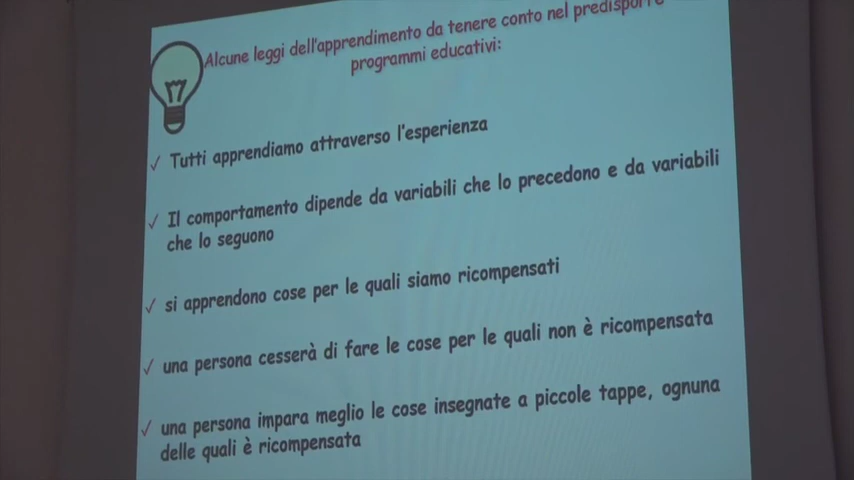 Alcune leggi dell'apprendimento da tenere conto nel predisporre
programmi educativi:
✓ Tutti apprendiamo attraverso l'esperienza
✓ Il comportamento dipende da variabili che lo precedono e da variabili
che lo seguono
✓ si apprendono cose per le quali siamo ricompensati
✓ una persona cesserà di fare le cose per le quali non è ricompensata
✓ una persona impara meglio le cose insegnate a piccole tappe, ognuna
delle quali è ricompensata